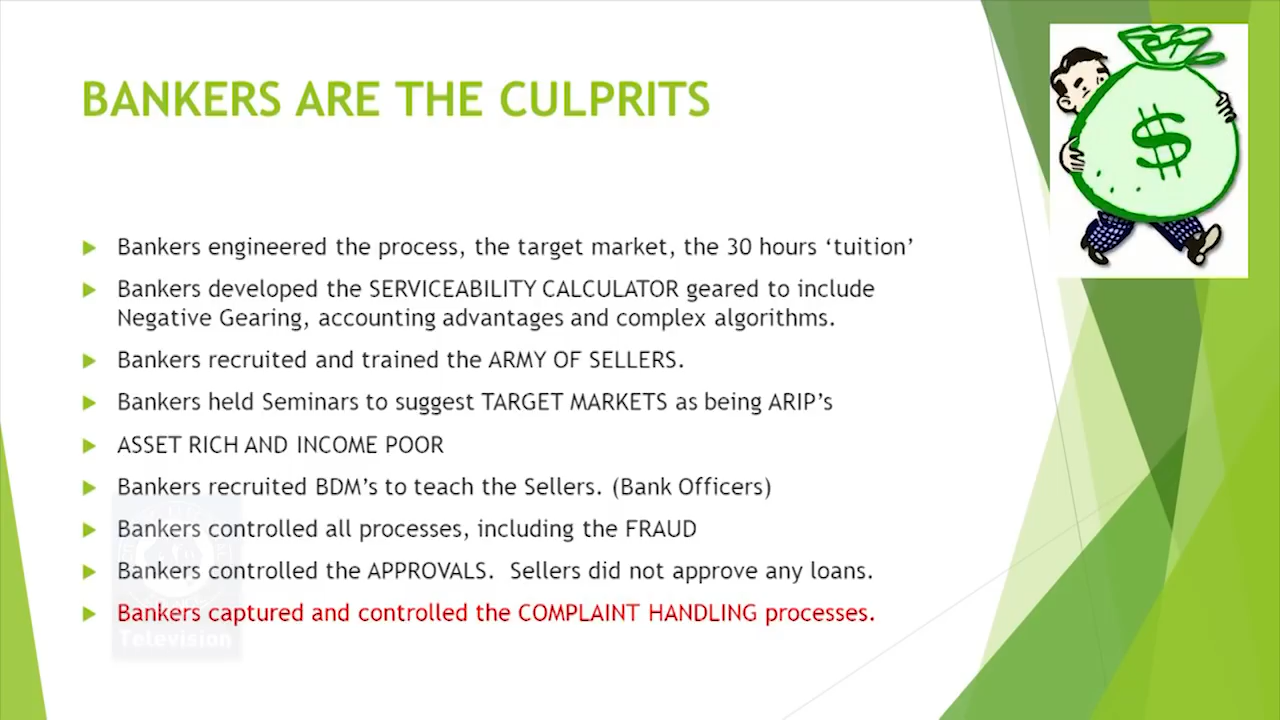 BANKERS ARE THE CULPRITS
$
Bankers engineered the process, the target market, the 30 hours ‘tuition’
Bankers developed the SERVICEABILITY CALCULATOR geared to include
Negative Gearing, accounting advantages and complex algorithms.
Bankers recruited and trained the ARMY OF SELLERS.
Bankers held Seminars to suggest TARGET MARKETS as being ARIP’s
ASSET RICH AND INCOME POOR
Bankers recruited BDM’s to teach the Sellers. (Bank Officers)
Bankers controlled all processes, including the FRAUD
Bankers controlled the APPROVALS. Sellers did not approve any loans.
Bankers captured and controlled the COMPLAINT HANDLING processes.
Television